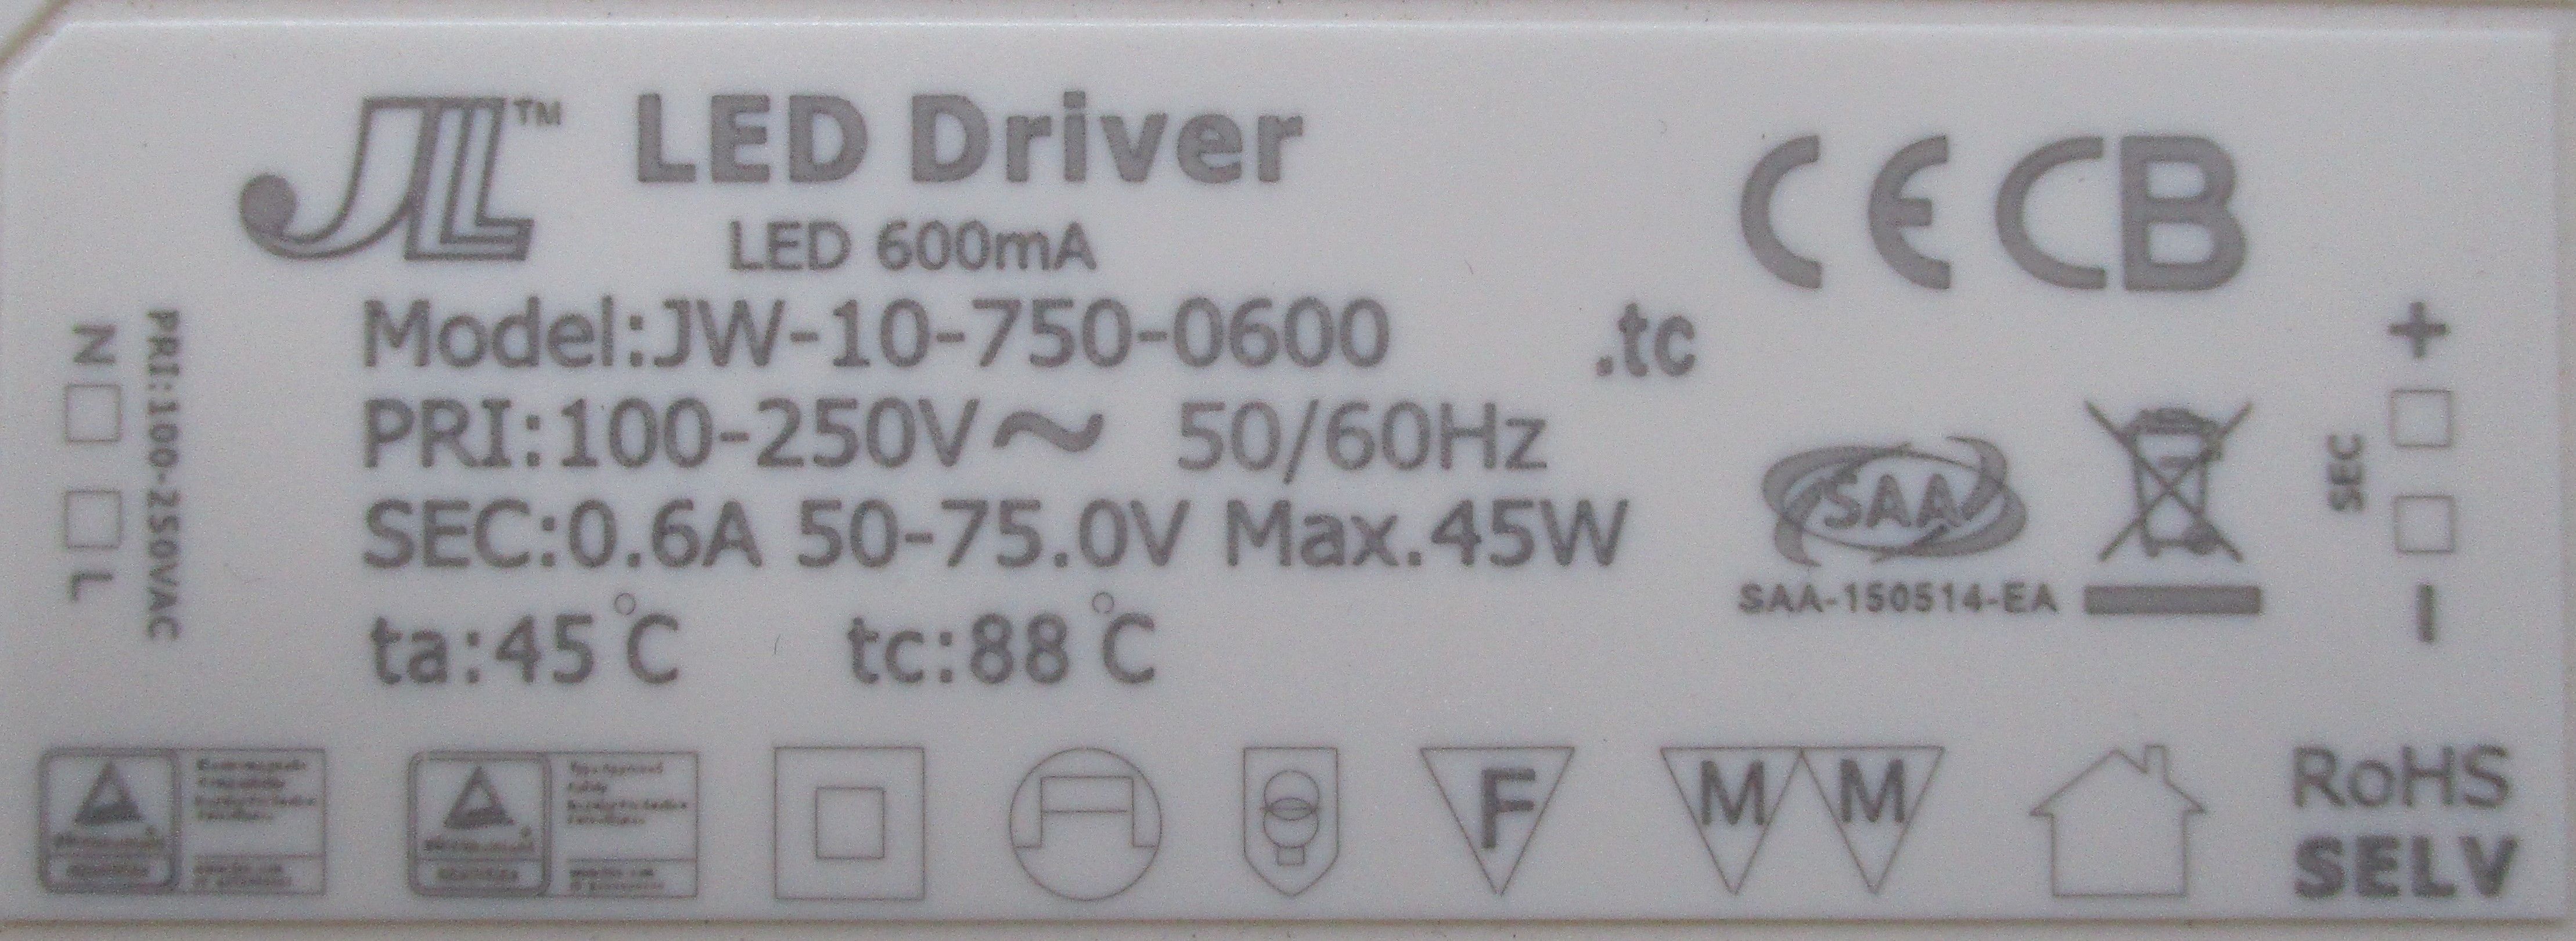 JL™ LED Driver
LED 600mA
CE CB
Model:JW-10-750-0600
.tc
PRI:100-250V～ 50/60Hz
SEC:0.6A 50-75.0V Max.45W
ta:45℃ tc:88℃
N
L
PRI:100-250VAC
SAA
SAA-150514-EA
+
SEC
-
F
M M
RoHS
SELV